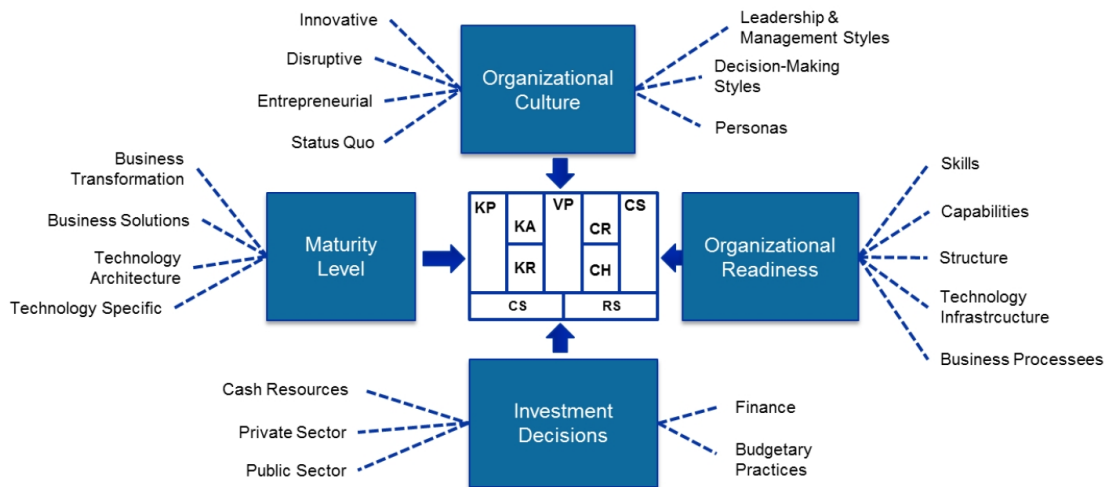 Innovative
Disruptive
Entrepreneurial
Status Quo
Organizational
Culture
Leadership &
Management Styles
Decision-Making
Styles
Personas
Business
Transformation
Business Solutions
Technology
Architecture
Technology Specific
Maturity
Level
KP
KA
KR
VP
CR
CH
CS
CS
RS
Organizational
Readiness
Skills
Capabilities
Structure
Technology
Infrastrcucture
Business Processees
Cash Resources
Private Sector
Public Sector
Investment
Decisions
Finance
Budgetary
Practices